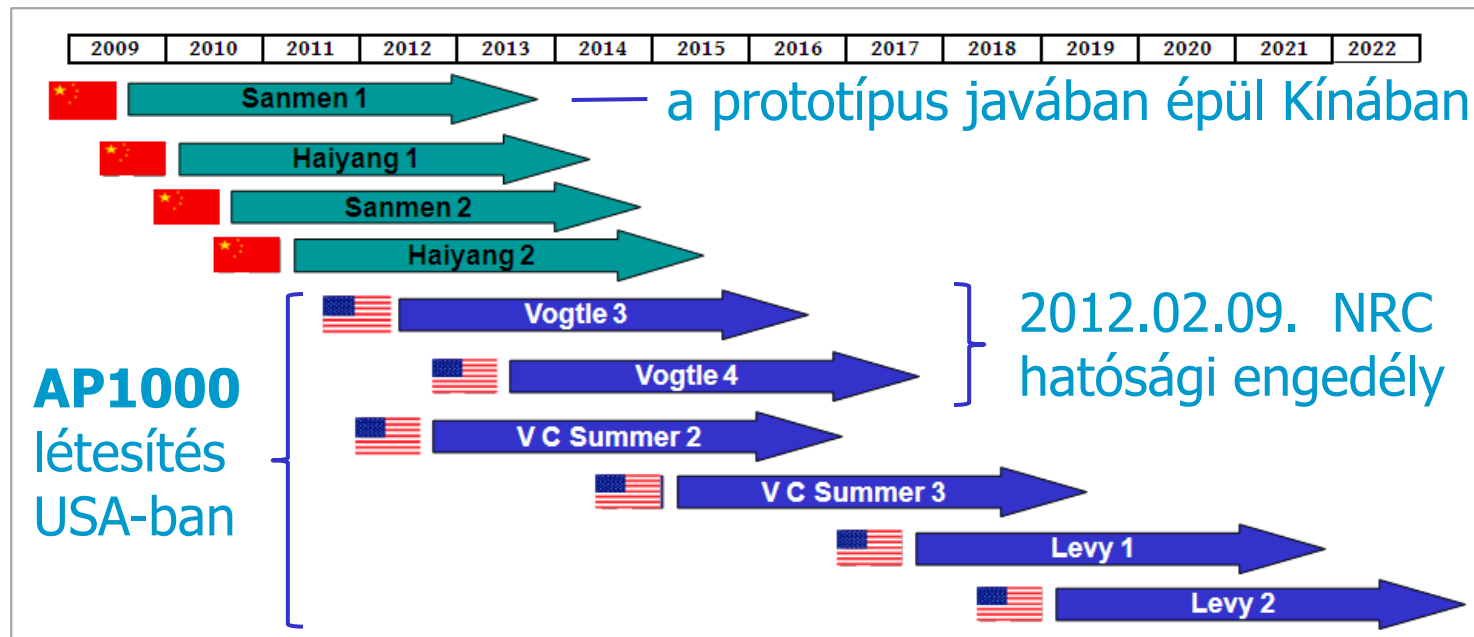 2009 2010 2011 2012 2013 2014 2015 2016 2017 2018 2019 2020 2021 2022
Sanmen 1
a prototípus javában épül Kínában
Haiyang 1
Sanmen 2
Haiyang 2
Vogtle 3
2012.02.09. NRC
hatósági engedély
Vogtle 4
AP1000
létesítés
USA-ban
V C Summer 2
V C Summer 3
Levy 1
Levy 2